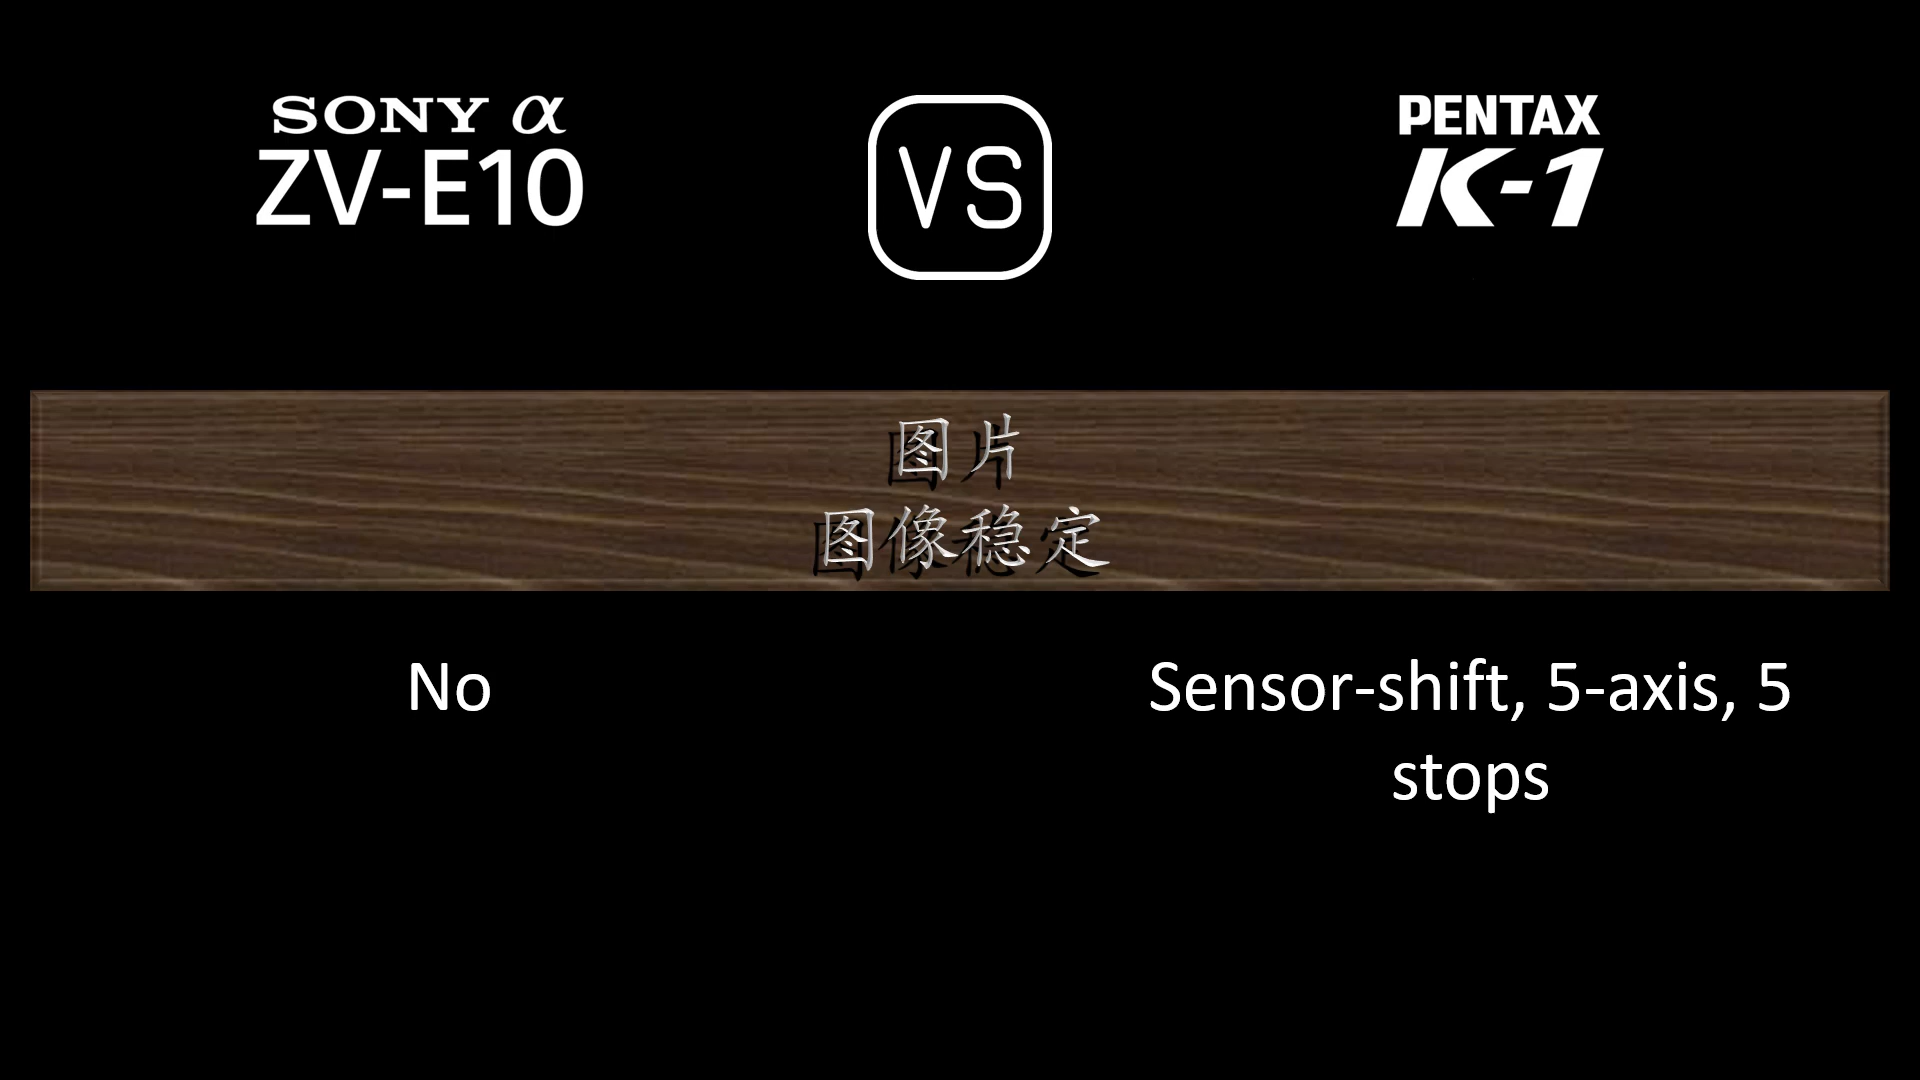 SONY α
ZV-E10
VS
PENTAX
K-1
图片
图像稳定
No
Sensor-shift, 5-axis, 5
stops